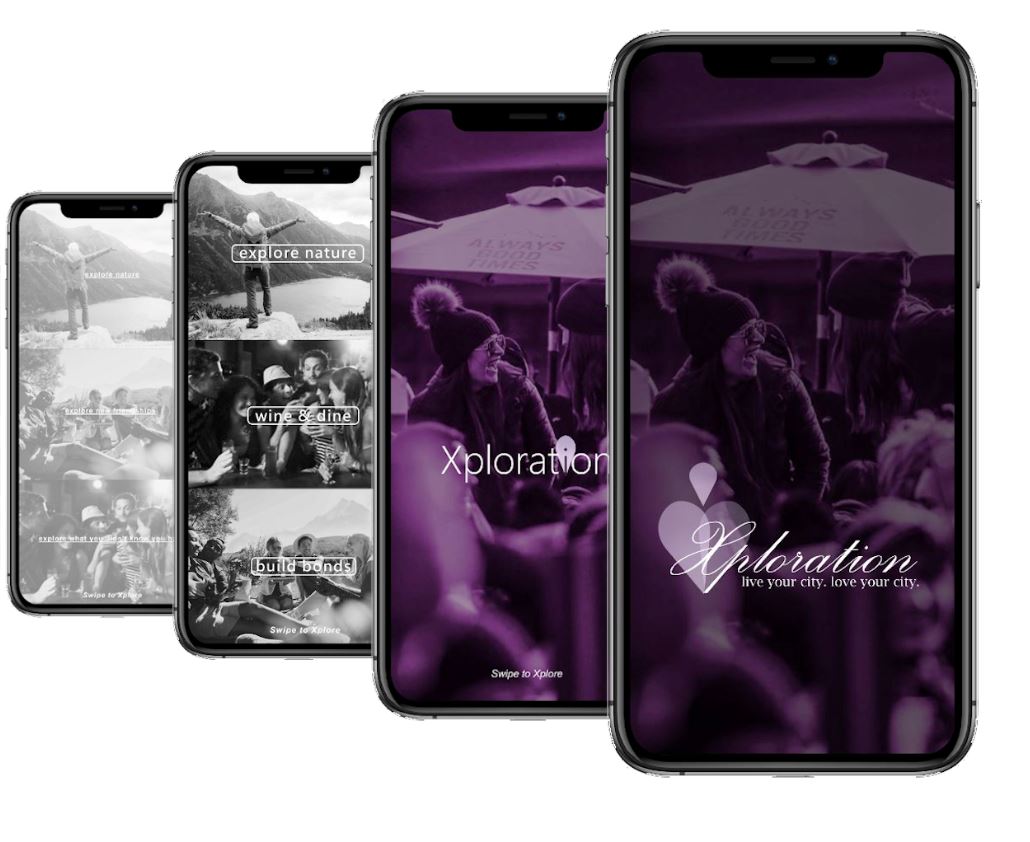 explore nature
explore new friendships
explore what you don't know you h
Swipe to Xplore
explore nature
wine & dine
build bonds
Swipe to Xplore
ALWAYS
GOOD
TIMES
Xploration
Swipe to Xplore
ALWAYS
GOOD
TIMES
Xploration
live your city. love your city.